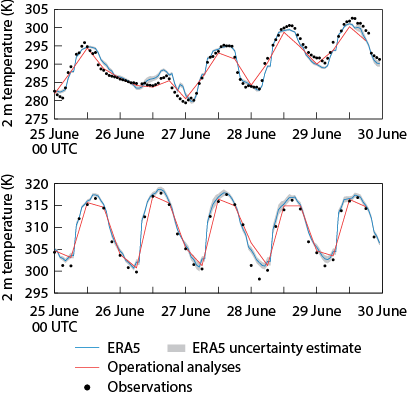 305
300
295
290
285
280
275
2 m temperature (K)
25 June 26 June 27 June 28 June 29 June 30 June
00 UTC
320
315
310
305
300
295
2 m temperature (K)
25 June 26 June 27 June 28 June 29 June 30 June
00 UTC
ERA5 ERA5 uncertainty estimate
Operational analyses
Observations